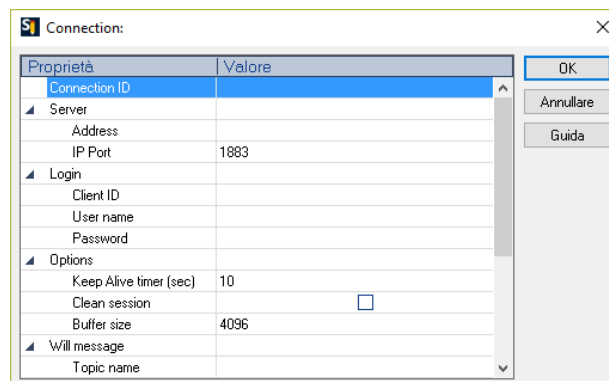 Connection:
Proprietà Valore
Connection ID
Server
Address
IP Port 1883
Login
Client ID
User name
Password
Options
Keep Alive timer (sec) 10
Clean session
Buffer size 4096
Will message
Topic name
OK
Annullare
Guida